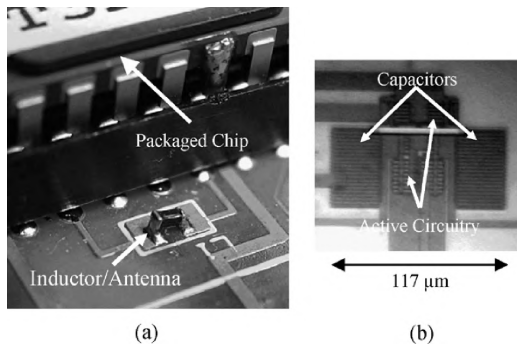 Packaged Chip
Inductor/Antenna
(a)
Capacitors
Active Circuitry
117 μm
(b)